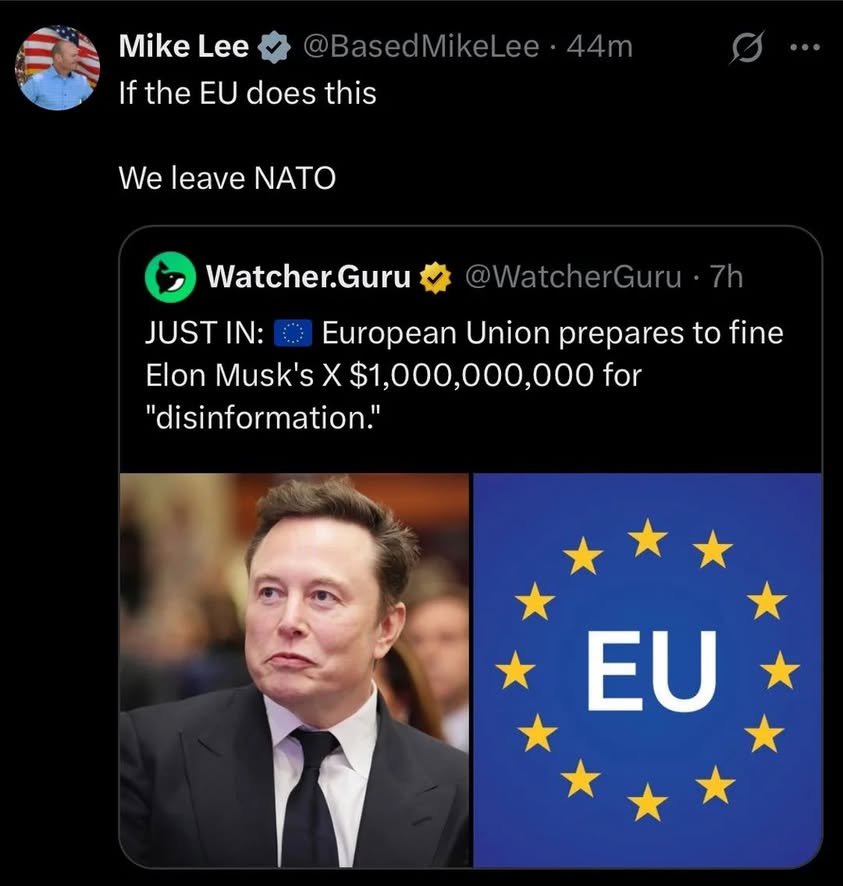 Mike Lee @BasedMikeLee · 44m
If the EU does this
We leave NATO
Watcher.Guru @WatcherGuru · 7h
JUST IN: 🇪🇺 European Union prepares to fine
Elon Musk's X $1,000,000,000 for
"disinformation."
EU